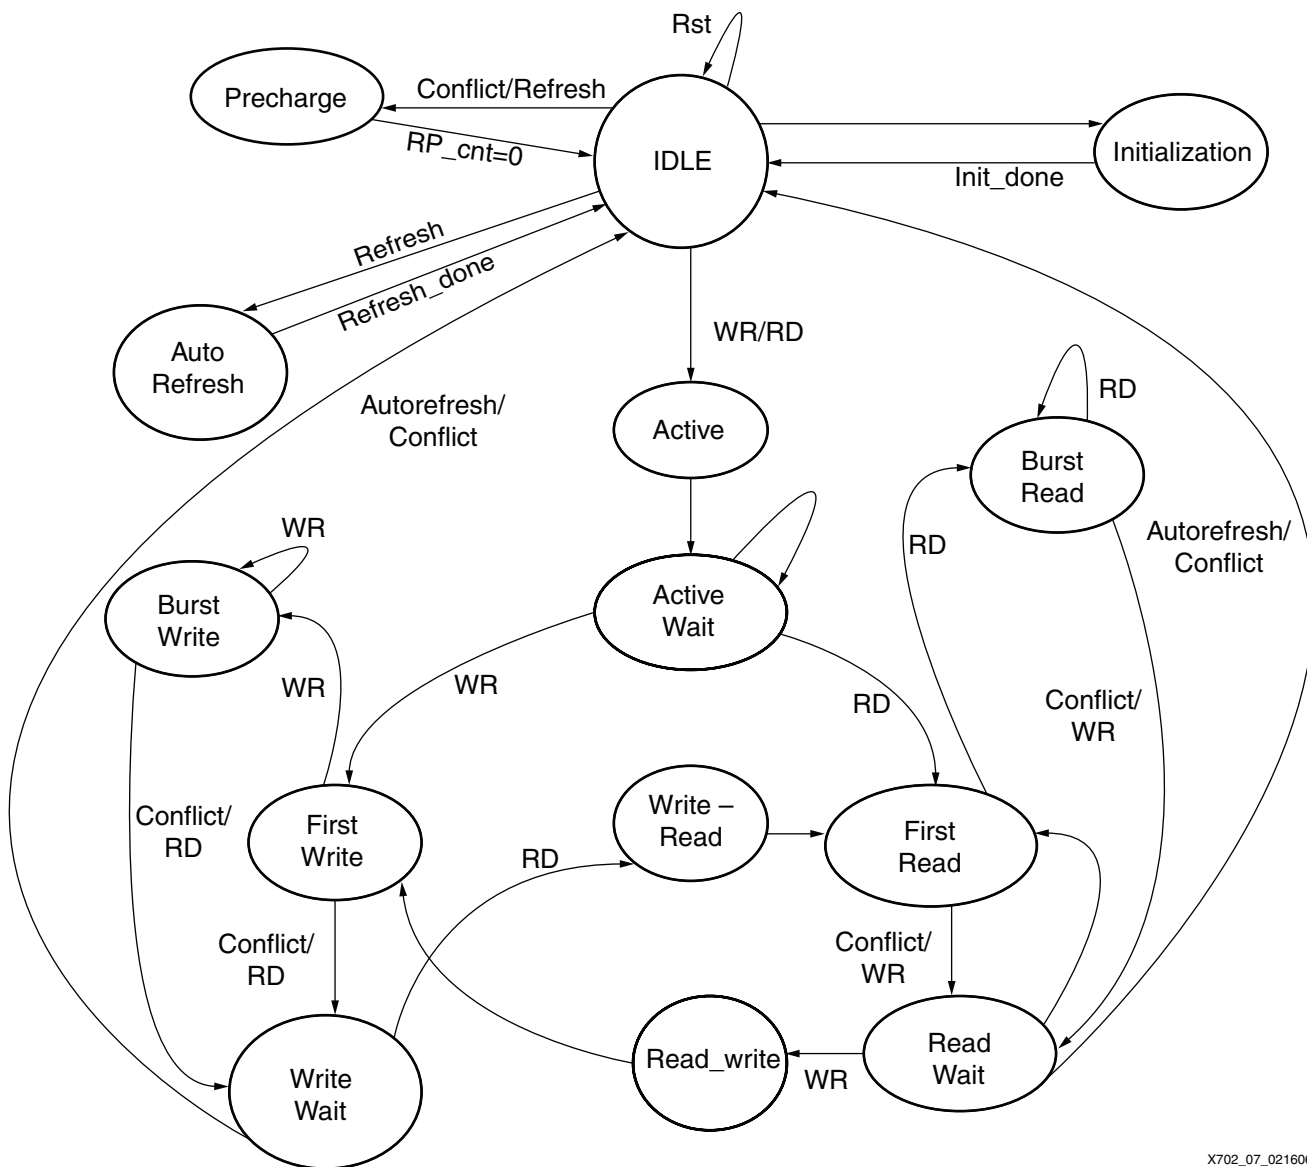 Rst
Precharge
Conflict/Refresh
RP_cnt=0
IDLE
Initialization
Init_done
Refresh
Refresh_done
Auto
Refresh
WR/RD
Autorefresh/
Conflict
Active
RD
Burst
Read
WR
RD
Autorefresh/
Conflict
Burst
Write
Active
Wait
WR
WR
RD
Conflict/
WR
Conflict/
RD
First
Write
Write –
Read
First
Read
RD
Conflict/
RD
Conflict/
WR
Write
Wait
Read_write
WR
Read
Wait
X702_07_021606